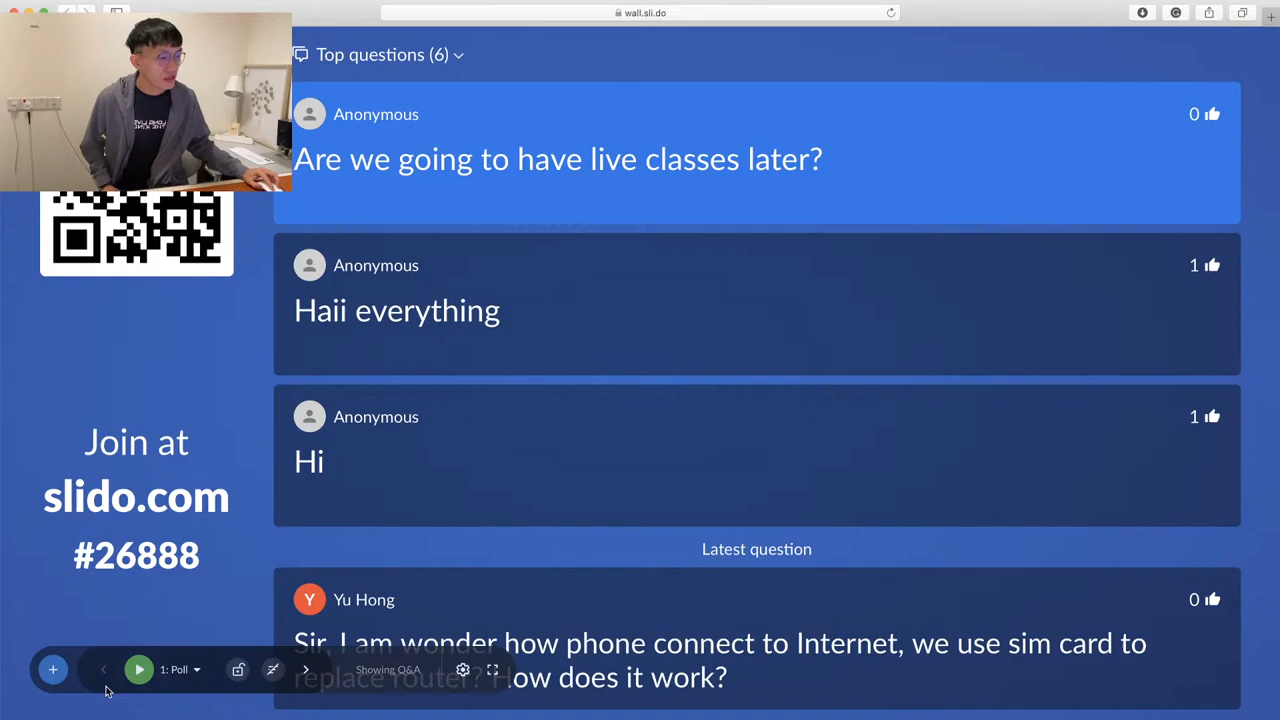 wall.sli.do
Top questions (6)
Anonymous
0
Are we going to have live classes later?
Anonymous
1
Haii everything
Anonymous
1
Hi
Join at
slido.com
#26888
Latest question
Y
Yu Hong
0
Sir, I am wonder how phone connect to Internet, we use sim card to
replace router? How does it work?
1: Poll
Showing Q&A